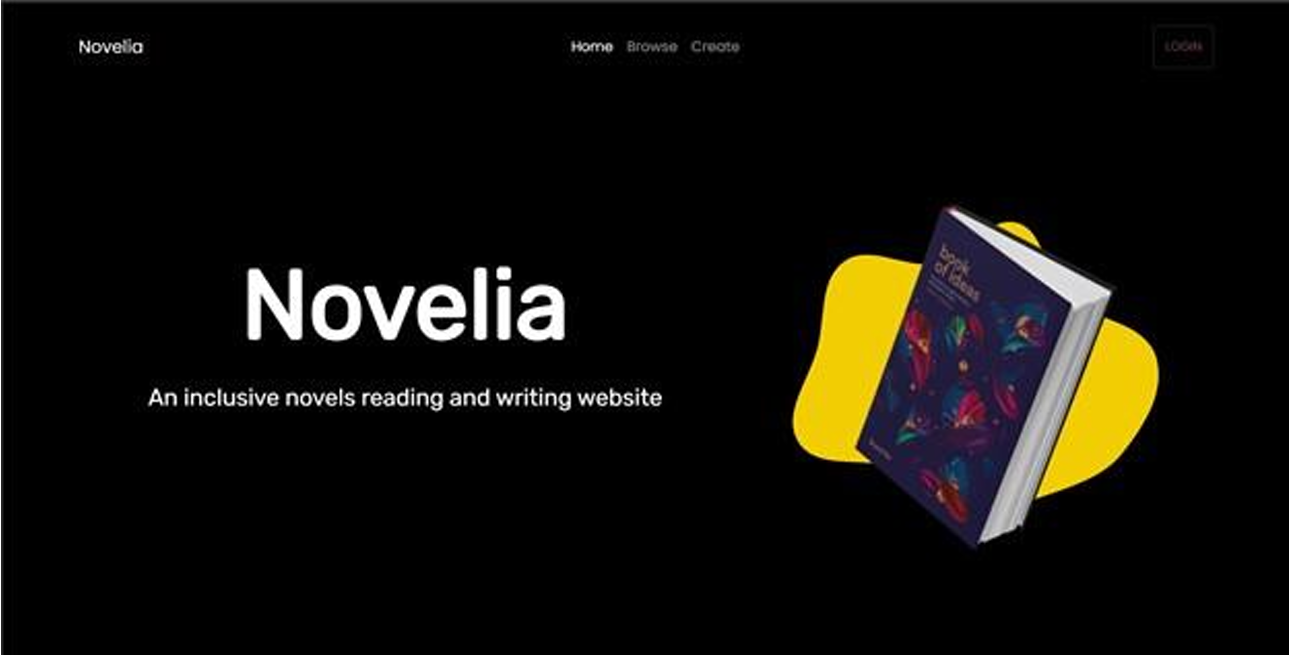 Novelia
Home Browse Create
LOGIN
Novelia
An inclusive novels reading and writing website
book
of ideas